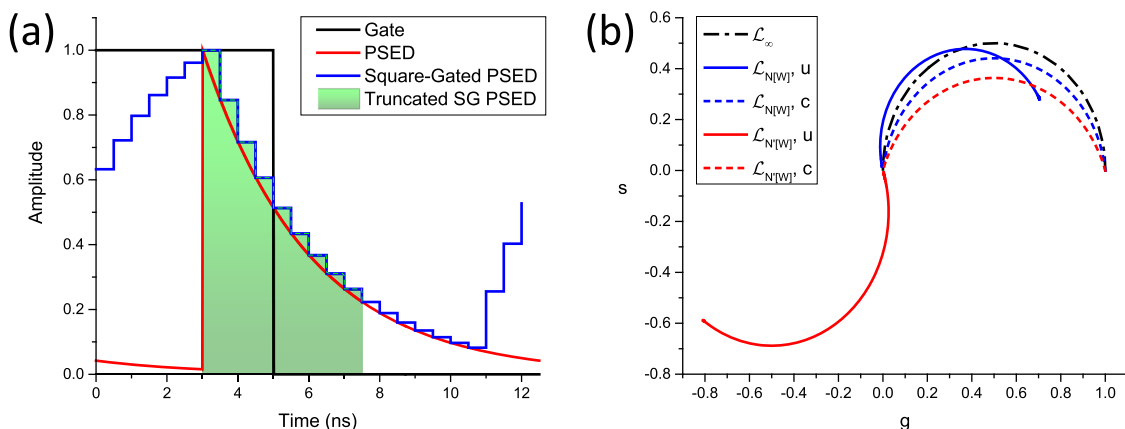 (a)
Gate
PSED
Square-Gated PSED
Truncated SG PSED
Amplitude
1.0
0.8
0.6
0.4
0.2
0.0
0 2 4 6 8 10 12
Time (ns)
(b)
ℒ∞
ℒN[W], u
ℒN[W], c
ℒN'[W], u
ℒN'[W], c
s
0.6
0.4
0.2
0.0
-0.2
-0.4
-0.6
-0.8
-0.8 -0.6 -0.4 -0.2 0.0 0.2 0.4 0.6 0.8 1.0
g